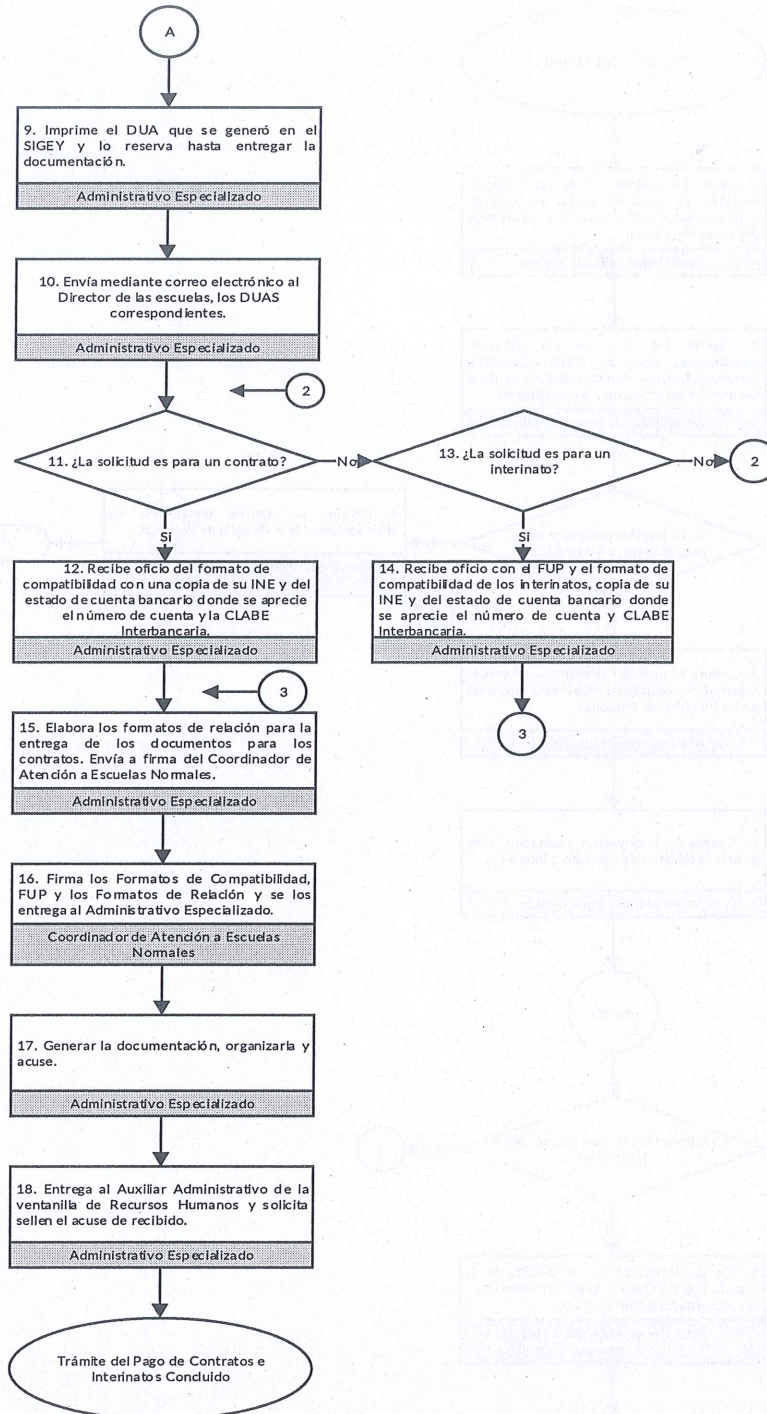 A
9. Imprime el DUA que se generó en el
SIGEY y lo reserva hasta entregar la
documentación.
Administrativo Especializado
10. Envía mediante correo electrónico al
Director de las escuelas, los DUAS
correspondientes.
Administrativo Especializado
2
11. ¿La solicitud es para un contrato?
No
13. ¿La solicitud es para un
interinato?
No
2
Si
Si
12. Recibe oficio del formato de
compatibilidad con una copia de su INE y del
estado de cuenta bancario donde se aprecie
el número de cuenta y la CLABE
Interbancaria.
Administrativo Especializado
14. Recibe oficio con el FUP y el formato de
compatibilidad de los interinatos, copia de su
INE y del estado de cuenta bancario donde
se aprecie el número de cuenta y CLABE
Interbancaria.
Administrativo Especializado
3
3
15. Elabora los formatos de relación para la
entrega de los documentos para los
contratos. Envía a firma del Coordinador de
Atención a Escuelas Normales.
Administrativo Especializado
16. Firma los Formatos de Compatibilidad,
FUP y los Formatos de Relación y se los
entrega al Administrativo Especializado.
Coordinador de Atención a Escuelas
Normales
17. Generar la documentación, organizarla y
acuse.
Administrativo Especializado
18. Entrega al Auxiliar Administrativo de la
ventanilla de Recursos Humanos y solicita
sellen el acuse de recibido.
Administrativo Especializado
Trámite del Pago de Contratos e
Interinatos Concluido